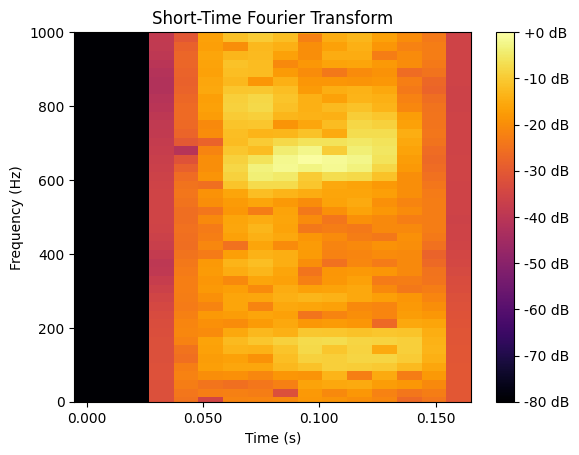 Short-Time Fourier Transform
Frequency (Hz)
1000
800
600
400
200
0
0.000
0.050
0.100
0.150
Time (s)
+0 dB
-10 dB
-20 dB
-30 dB
-40 dB
-50 dB
-60 dB
-70 dB
-80 dB